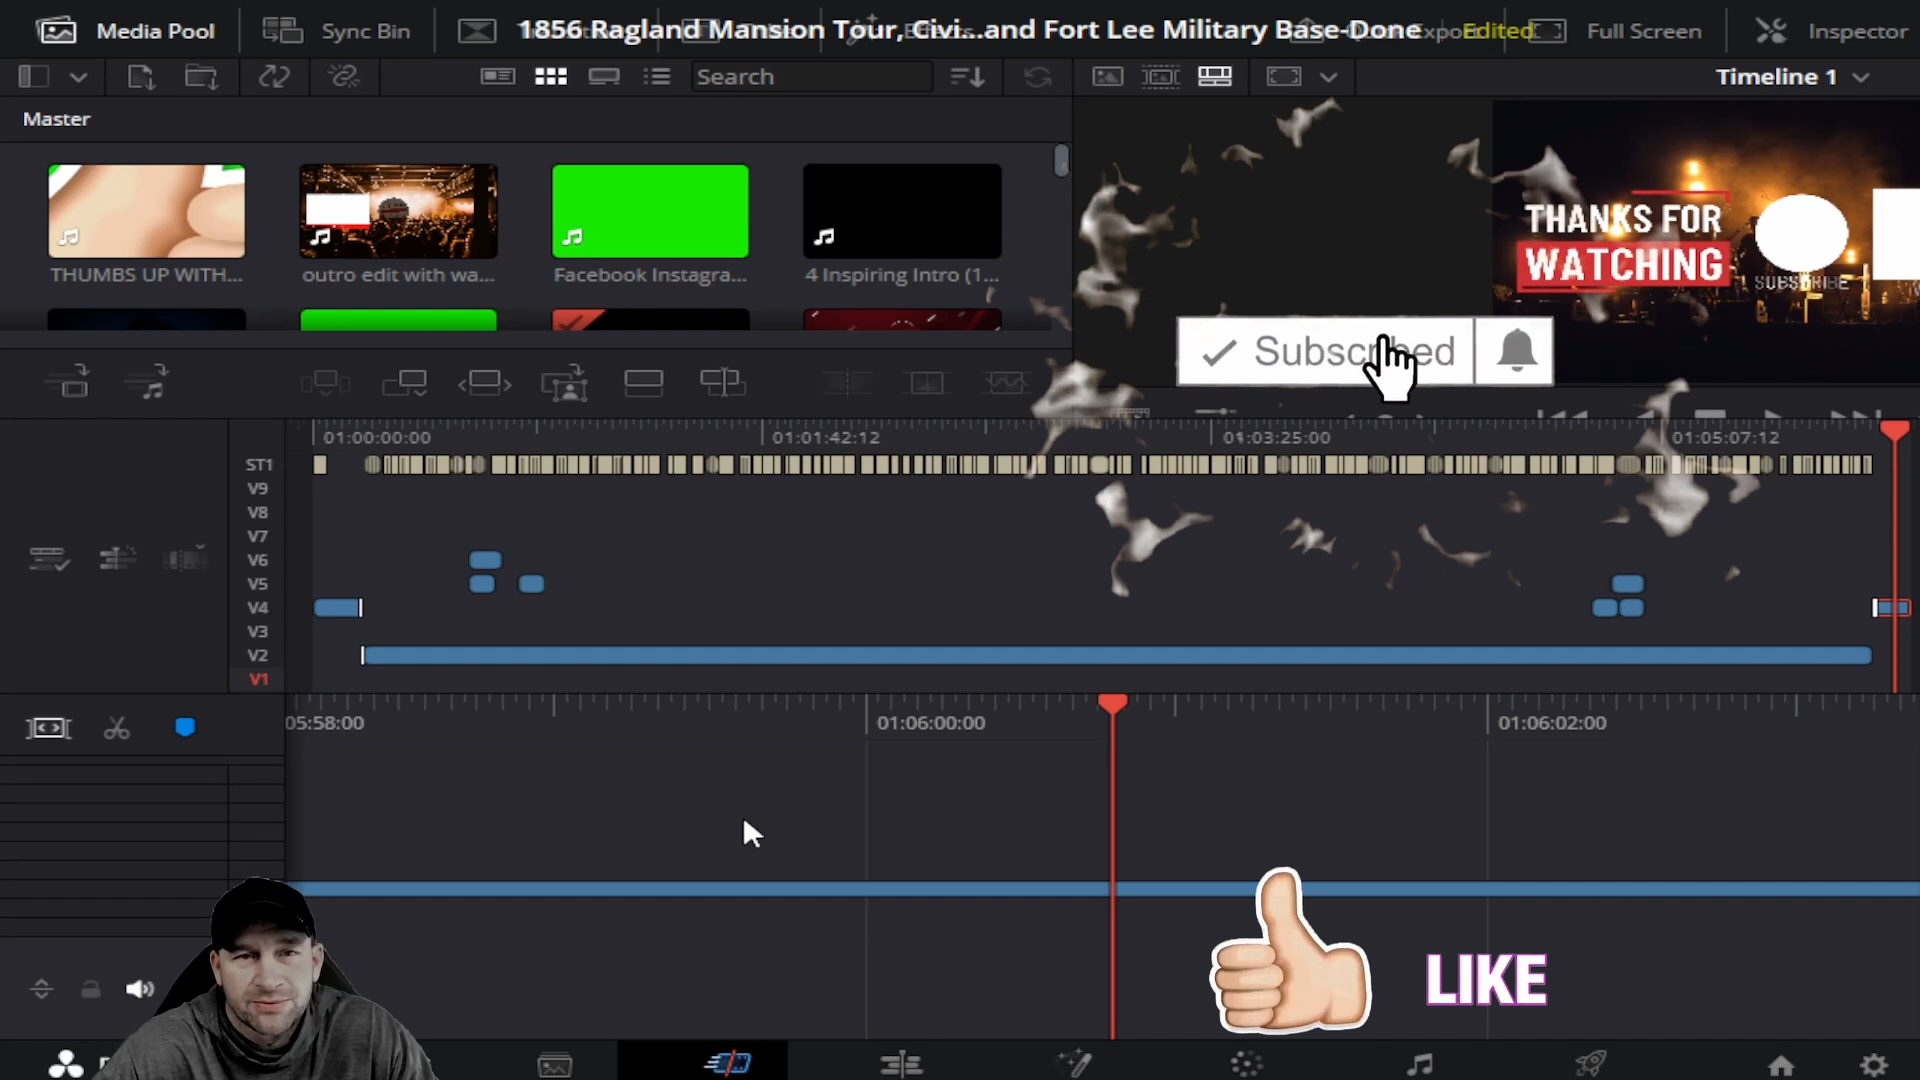 Media Pool
Sync Bin
1856 Ragland Mansion Tour, Civi...and Fort Lee Military Base-Done
Edited
Full Screen
Inspector
Search
Timeline 1
Master
THUMBS UP WITH...
outro edit with wa...
Facebook Instagra...
4 Inspiring Intro (1...
THANKS FOR
WATCHING
SUBSCRIBE
Subscribed
01:00:00:00
01:01:42:12
01:03:25:00
01:05:07:12
ST1
V9
V8
V7
V6
V5
V4
V3
V2
V1
05:58:00
01:06:00:00
01:06:02:00
LIKE